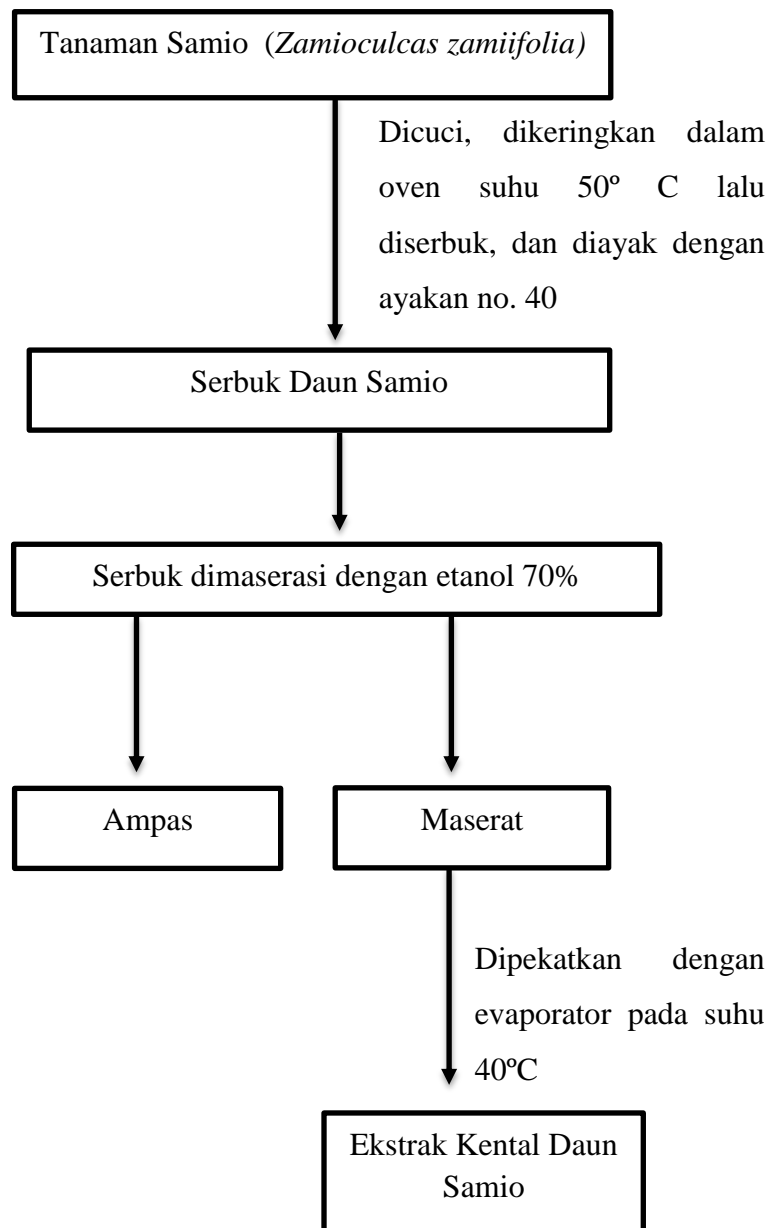 Tanaman Samio (Zamioculcas zamiifolia)
Dicuci, dikeringkan dalam
oven suhu 50º C lalu
diserbuk, dan diayak dengan
ayakan no. 40
Serbuk Daun Samio
Serbuk dimaserasi dengan etanol 70%
Ampas
Maserat
Dipekatkan dengan
evaporator pada suhu
40ºC
Ekstrak Kental Daun
Samio